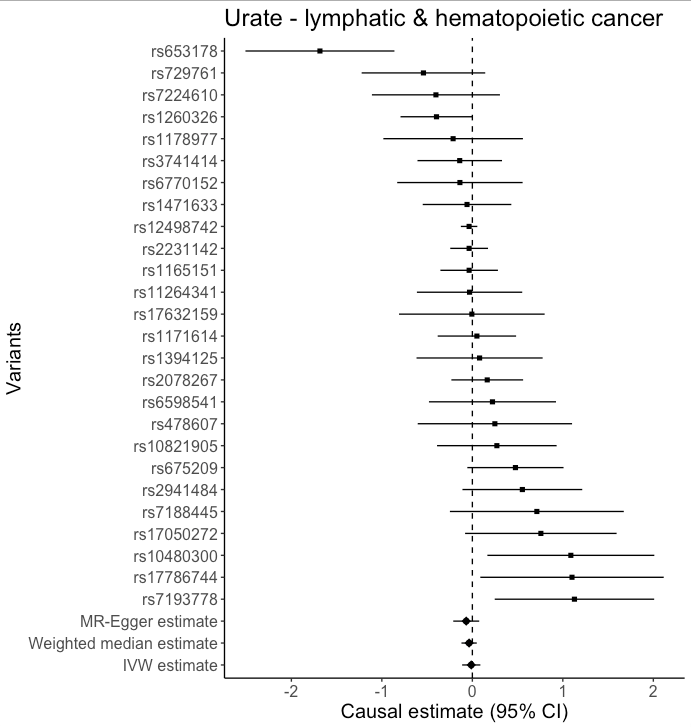 Urate - lymphatic & hematopoietic cancer
rs653178
rs729761
rs7224610
rs1260326
rs1178977
rs3741414
rs6770152
rs1471633
rs12498742
rs2231142
rs1165151
rs11264341
rs17632159
rs1171614
rs1394125
rs2078267
rs6598541
rs478607
rs10821905
rs675209
rs2941484
rs7188445
rs17050272
rs10480300
rs17786744
rs7193778
MR-Egger estimate
Weighted median estimate
IVW estimate
Variants
-2 -1 0 1 2
Causal estimate (95% CI)